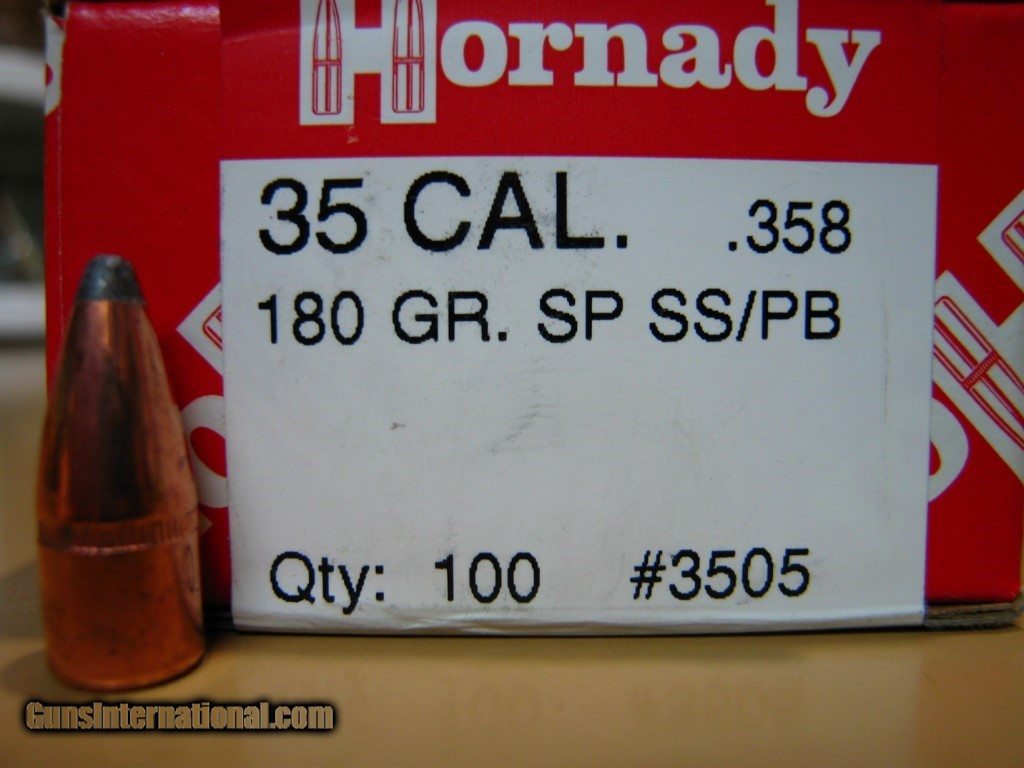 Hornady
35 CAL. .358
180 GR. SP SS/PB
Qty: 100 #3505
GunsInternational.com